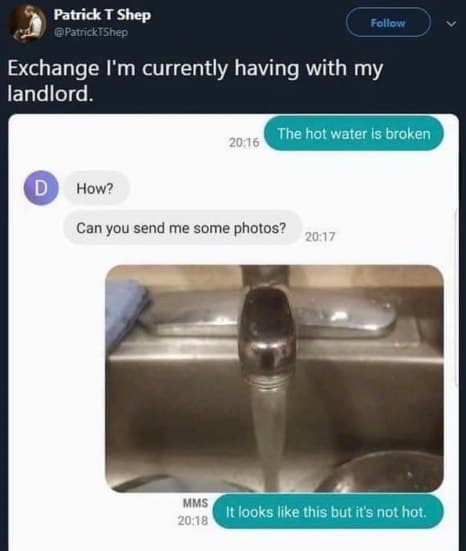 Patrick T Shep
@PatrickTShep
Follow
Exchange I'm currently having with my
landlord.
The hot water is broken
20:16
D
How?
Can you send me some photos?
20:17
MMS
20:18
It looks like this but it's not hot.